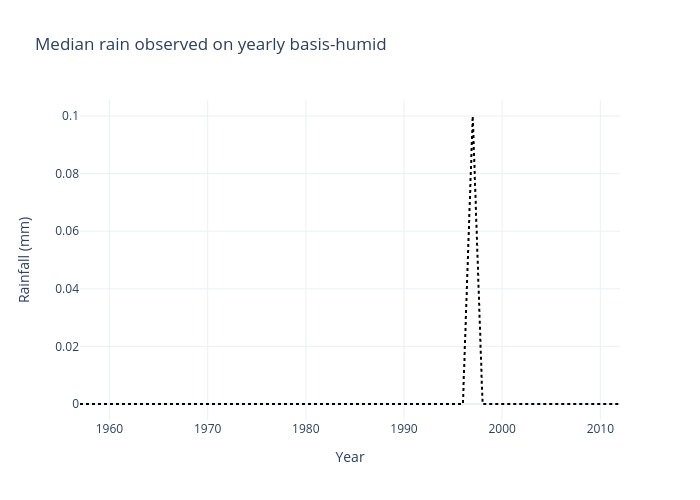 Median rain observed on yearly basis-humid
0.1
0.08
0.06
0.04
0.02
0
Rainfall (mm)
1960 1970 1980 1990 2000 2010
Year